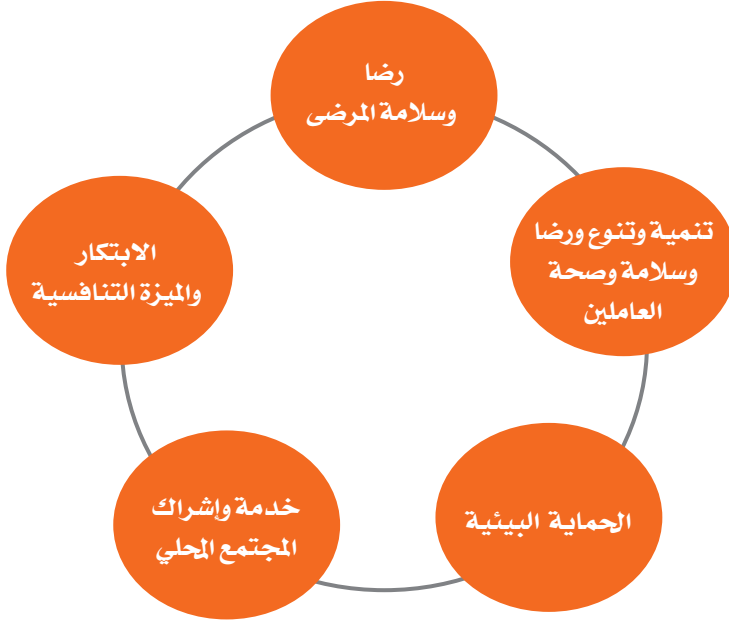 رضا
وسلامة المرضى
تنمية وتنوع ورضا
وسلامة وصحة
العاملين
الابتكار
والميزة التنافسية
الحماية البيئية
خدمة وإشراك
المجتمع المحلي